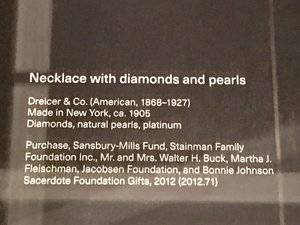 Necklace with diamonds and pearls
Dreicer & Co. (American, 1868–1927)
Made in New York, ca. 1905
Diamonds, natural pearls, platinum
Purchase, Sansbury-Mills Fund, Stainman Family
Foundation Inc., Mr. and Mrs. Walter H. Buck, Martha J.
Fleischman, Jacobsen Foundation, and Bonnie Johnson
Sacerdote Foundation Gifts, 2012 (2012.71)